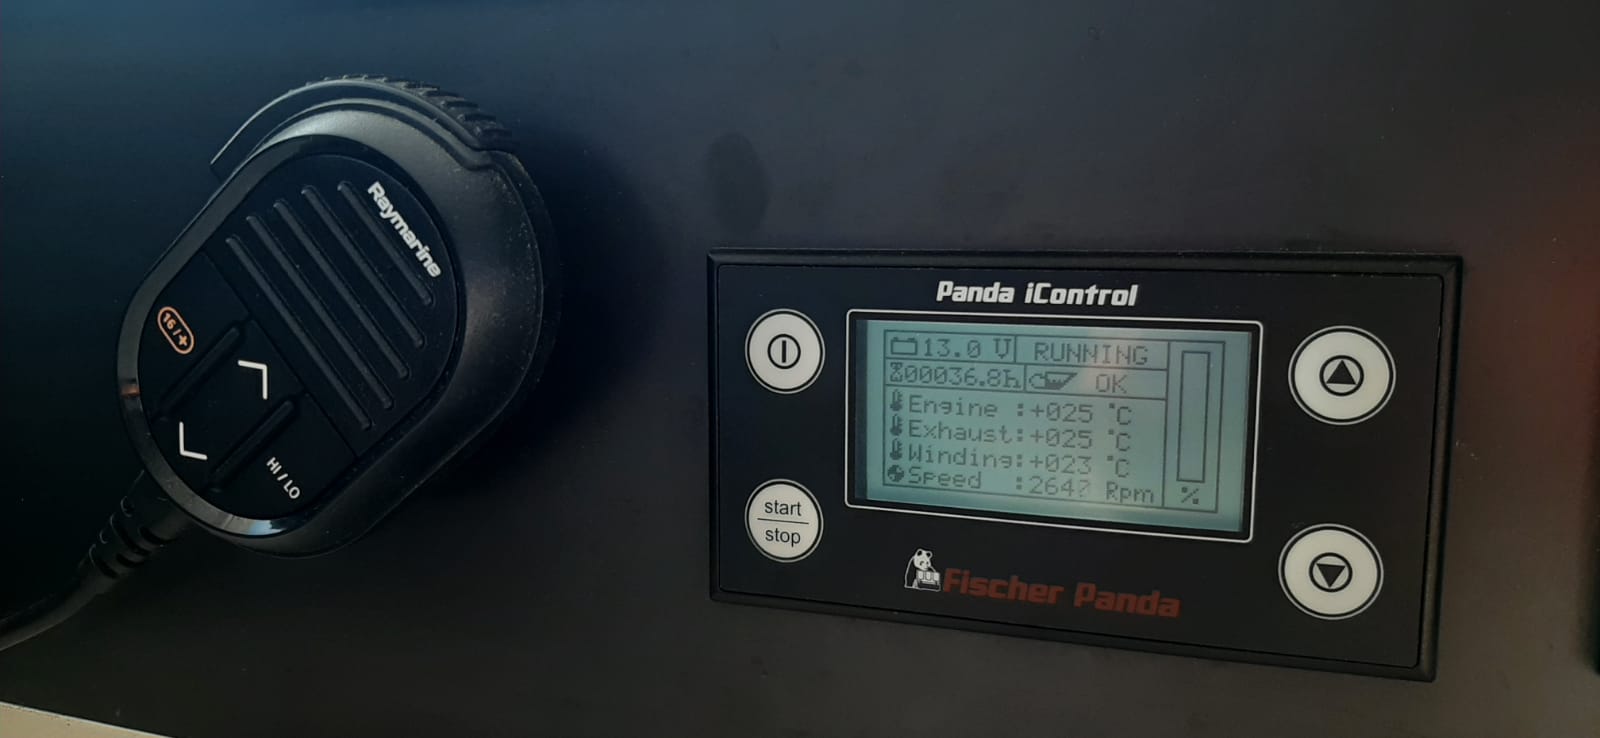 Raymarine
16/+
HI/LO
Panda iControl
13.0 V RUNNING
00036.8h OK
Engine :+025 °C
Exhaust:+025 °C
Winding:+023 °C
Speed : Rpm
%
start
stop
Fischer Panda